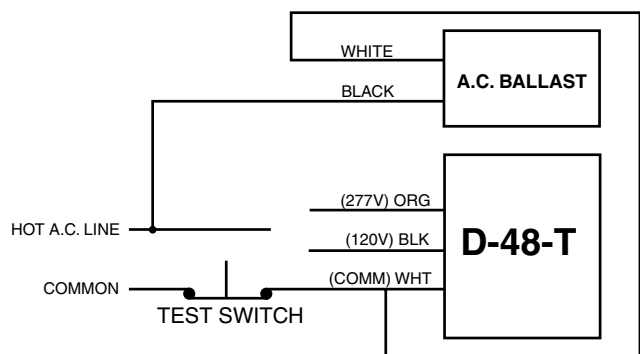 WHITE
A.C. BALLAST
BLACK
(277V) ORG
HOT A.C. LINE
(120V) BLK
D-48-T
COMMON
(COMM) WHT
TEST SWITCH